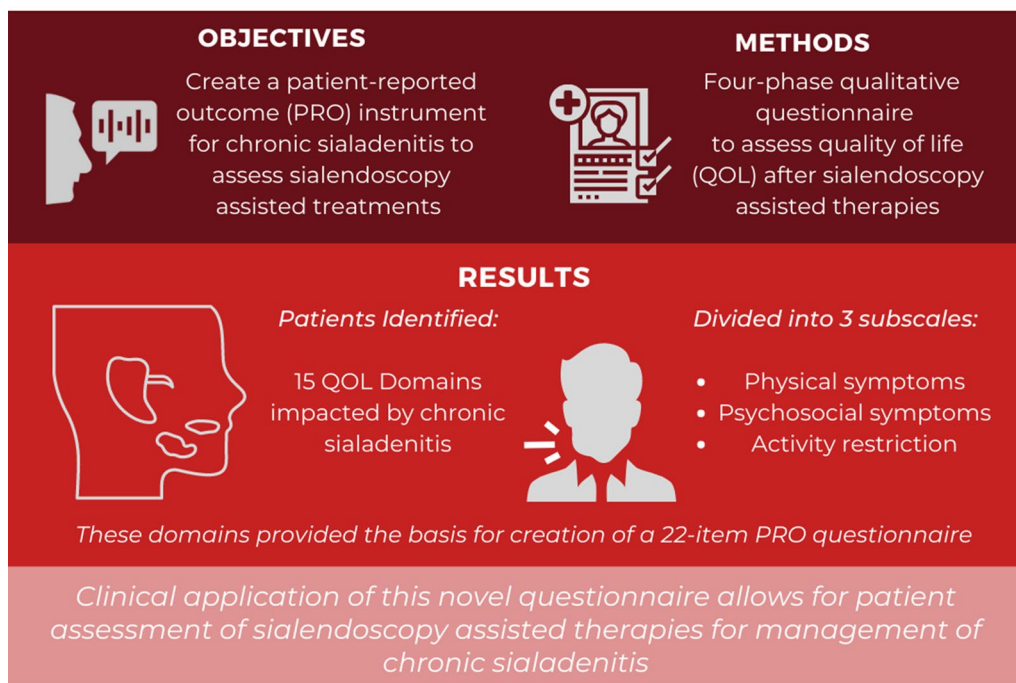 OBJECTIVES
Create a patient-reported
outcome (PRO) instrument
for chronic sialadenitis to
assess sialendoscopy
assisted treatments
METHODS
Four-phase qualitative
questionnaire
to assess quality of life
(QOL) after sialendoscopy
assisted therapies
RESULTS
Patients Identified:
15 QOL Domains
impacted by chronic
sialadenitis
Divided into 3 subscales:
• Physical symptoms
• Psychosocial symptoms
• Activity restriction
These domains provided the basis for creation of a 22-item PRO questionnaire
Clinical application of this novel questionnaire allows for patient
assessment of sialendoscopy assisted therapies for management of
chronic sialadenitis